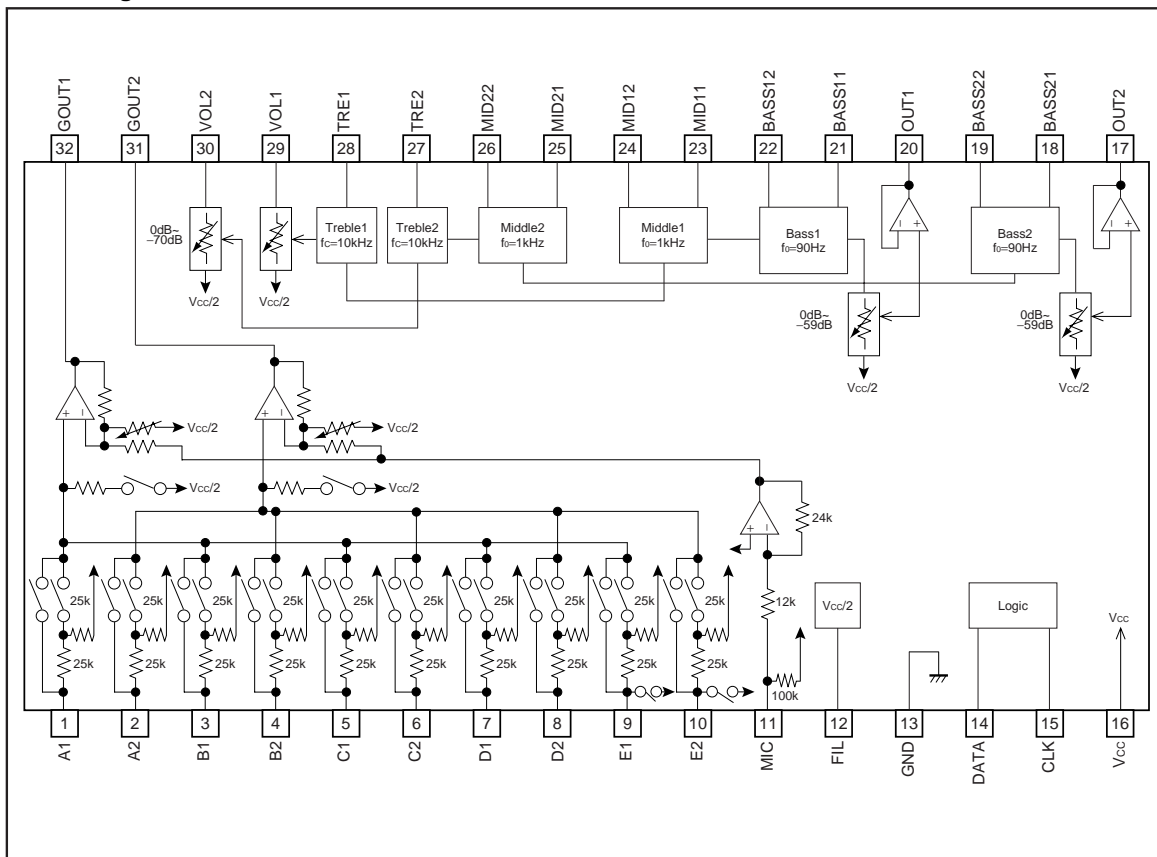 GOUT1 GOUT2 VOL2 VOL1 TRE1 TRE2 MID22 MID21 MID12 MID11 BASS12 BASS11 OUT1 BASS22 BASS21 OUT2
32 31 30 29 28 27 26 25 24 23 22 21 20 19 18 17
0dB~
−70dB
Vcc/2
Vcc/2
Treble1
fc=10kHz
Treble2
fc=10kHz
Middle2
f0=1kHz
Middle1
f0=1kHz
Bass1
f0=90Hz
Bass2
f0=90Hz
0dB~
−59dB
Vcc/2
0dB~
−59dB
Vcc/2
+ −
Vcc/2
+ −
Vcc/2
Vcc/2
Vcc/2
+ −
24k
25k 25k 25k 25k 25k 25k 25k 25k 25k 25k
12k
Vcc/2
Logic
Vcc
25k 25k 25k 25k 25k 25k 25k 25k 25k 25k
100k
1 2 3 4 5 6 7 8 9 10 11 12 13 14 15 16
A1 A2 B1 B2 C1 C2 D1 D2 E1 E2 MIC FIL GND DATA CLK Vcc